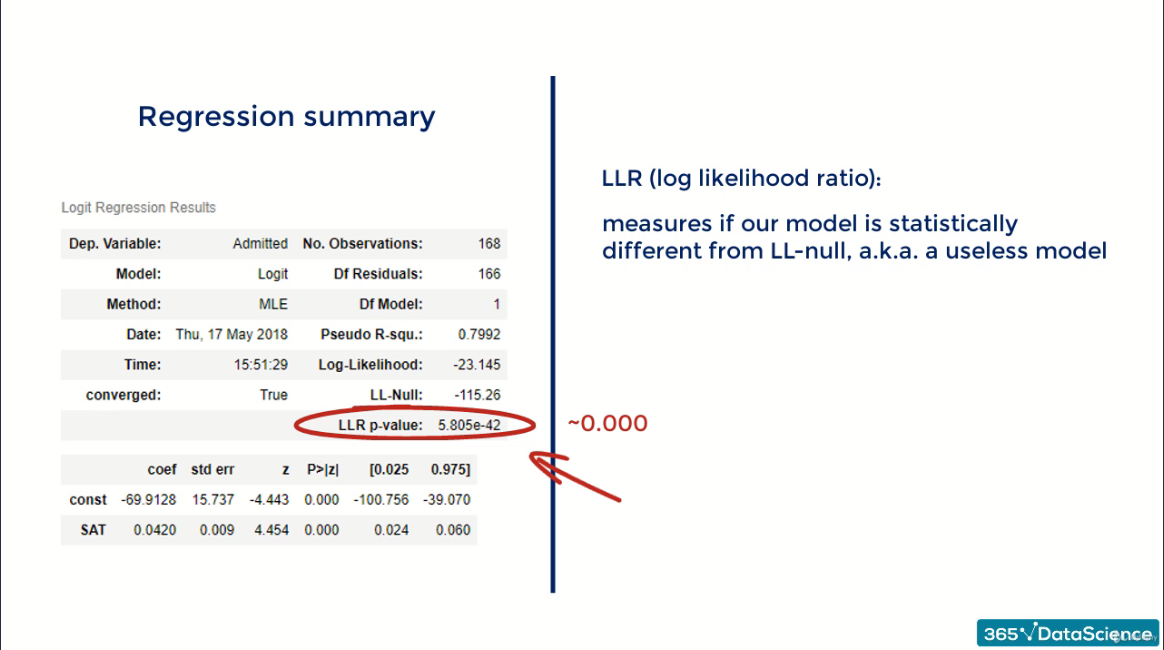 Regression summary
Logit Regression Results
Dep. Variable: Admitted No. Observations: 168
Model: Logit Df Residuals: 166
Method: MLE Df Model: 1
Date: Thu, 17 May 2018 Pseudo R-squ.: 0.7992
Time: 15:51:29 Log-Likelihood: -23.145
converged: True LL-Null: -115.26
LLR p-value: 5.805e-42
coef std err z P>|z| [0.025 0.975]
const -69.9128 15.737 -4.443 0.000 -100.756 -39.070
SAT 0.0420 0.009 4.454 0.000 0.024 0.060
LLR (log likelihood ratio):
measures if our model is statistically
different from LL-null, a.k.a. a useless model
~0.000
365 DataScience